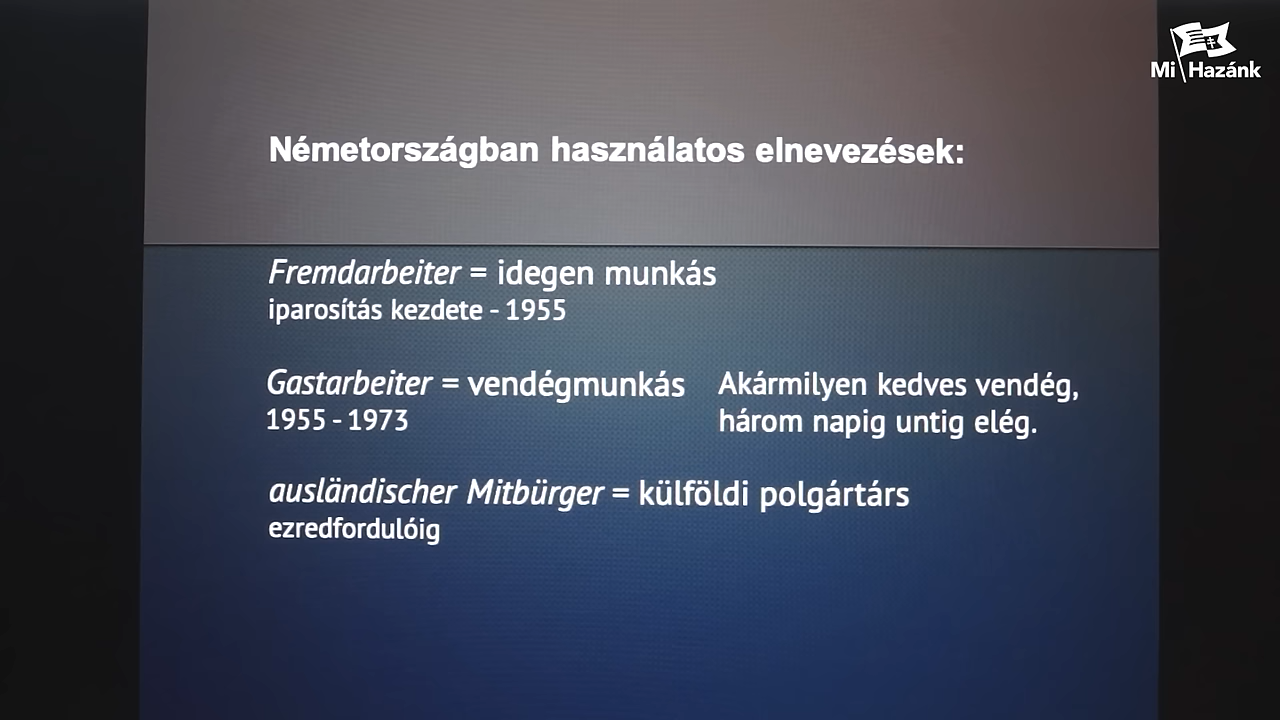 Mi Hazánk
Németországban használatos elnevezések:
Fremdarbeiter = idegen munkás
iparosítás kezdete - 1955
Gastarbeiter = vendégmunkás
1955 - 1973
Akármilyen kedves vendég,
három napig untig elég.
ausländischer Mitbürger = külföldi polgártárs
ezredfordulóig